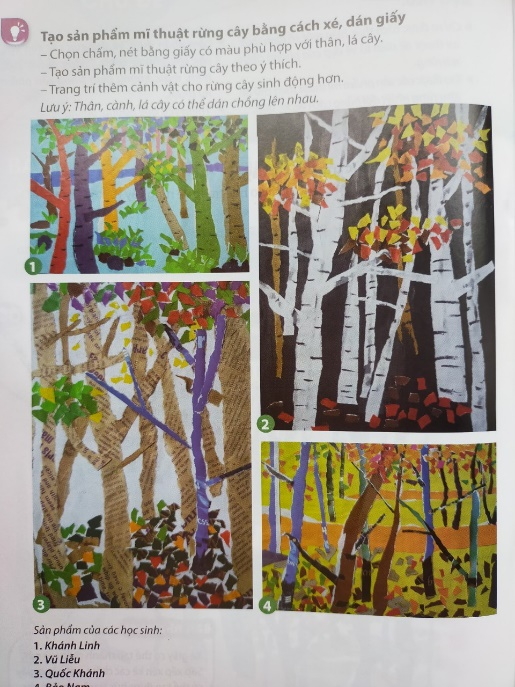 Tạo sản phẩm mĩ thuật rừng cây bằng cách xé, dán giấy
– Chọn chấm, nét bằng giấy có màu phù hợp với thân, lá cây.
– Tạo sản phẩm mĩ thuật rừng cây theo ý thích.
– Trang trí thêm cảnh vật cho rừng cây sinh động hơn.
Lưu ý: Thân, cành, lá cây có thể dán chồng lên nhau.
1
2
3
4
Sản phẩm của các học sinh:
1. Khánh Linh
2. Vũ Liễu
3. Quốc Khánh
4. Bảo Nam